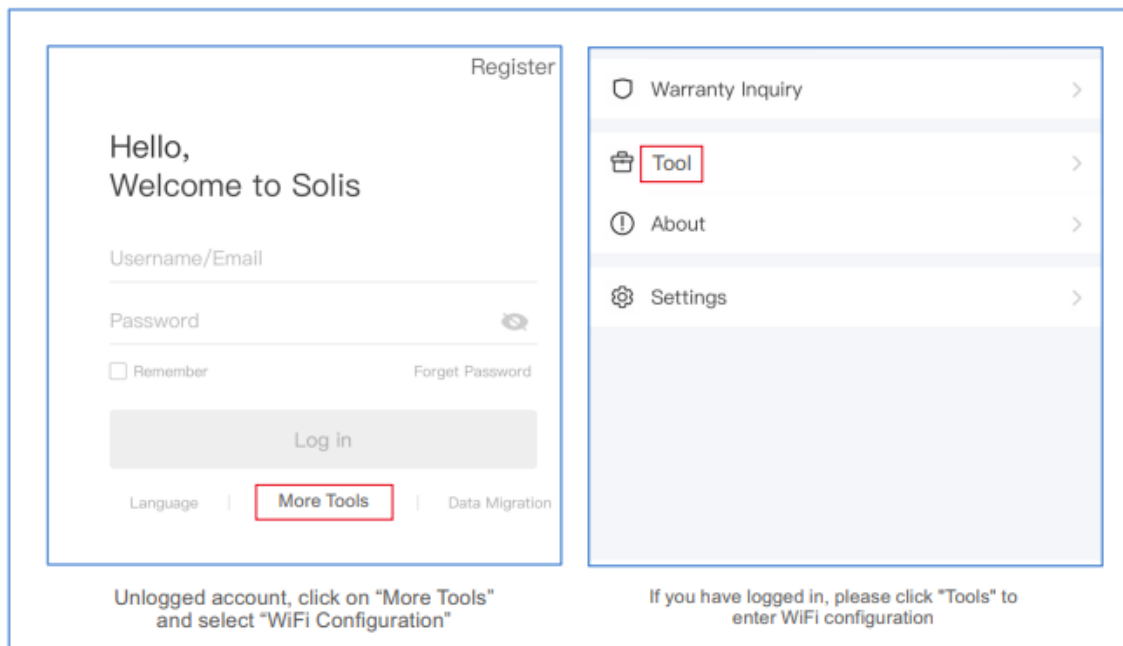 Register
Hello,
Welcome to Solis
Username/Email
Password
Remember
Forget Password
Log in
Language
More Tools
Data Migration
Unlogged account, click on “More Tools”
and select “WiFi Configuration”
Warranty Inquiry
Tool
About
Settings
If you have logged in, please click "Tools" to
enter WiFi configuration